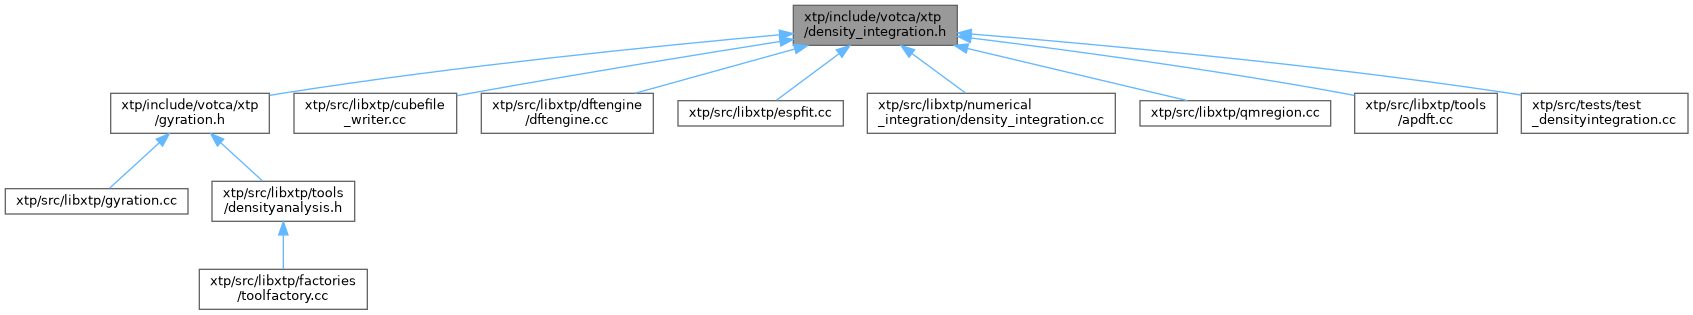 xtp/include/votca/xtp
/density_integration.h
xtp/include/votca/xtp
/gyration.h
xtp/src/libxtp/cubefile
_writer.cc
xtp/src/libxtp/dftengine
/dftengine.cc
xtp/src/libxtp/espfit.cc
xtp/src/libxtp/numerical
_integration/density_integration.cc
xtp/src/libxtp/qmregion.cc
xtp/src/libxtp/tools
/apdft.cc
xtp/src/tests/test
_densityintegration.cc
xtp/src/libxtp/gyration.cc
xtp/src/libxtp/tools
/densityanalysis.h
xtp/src/libxtp/factories
/toolfactory.cc